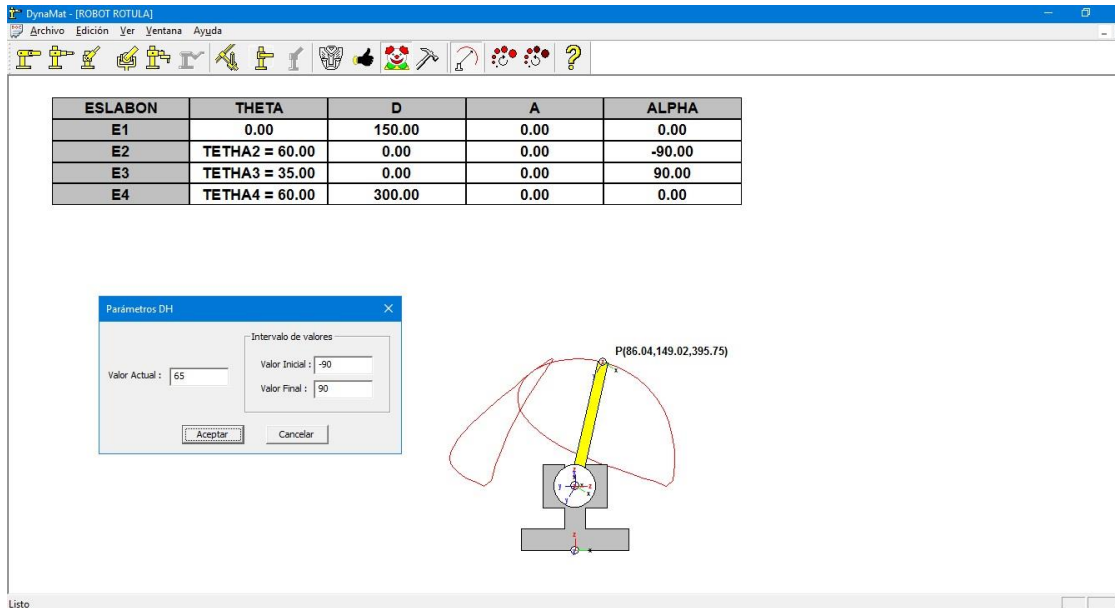 DynaMat - [ROBOT ROTULA]
Archivo Edición Ver Ventana Ayuda
ESLABON THETA D A ALPHA
E1 0.00 150.00 0.00 0.00
E2 TETHA2 = 60.00 0.00 0.00 -90.00
E3 TETHA3 = 35.00 0.00 0.00 90.00
E4 TETHA4 = 60.00 300.00 0.00 0.00
Parámetros DH
Intervalo de valores
Valor Actual : 65
Valor Inicial : -90
Valor Final : 90
Aceptar Cancelar
P(86.04,149.02,395.75)
z
x
Listo